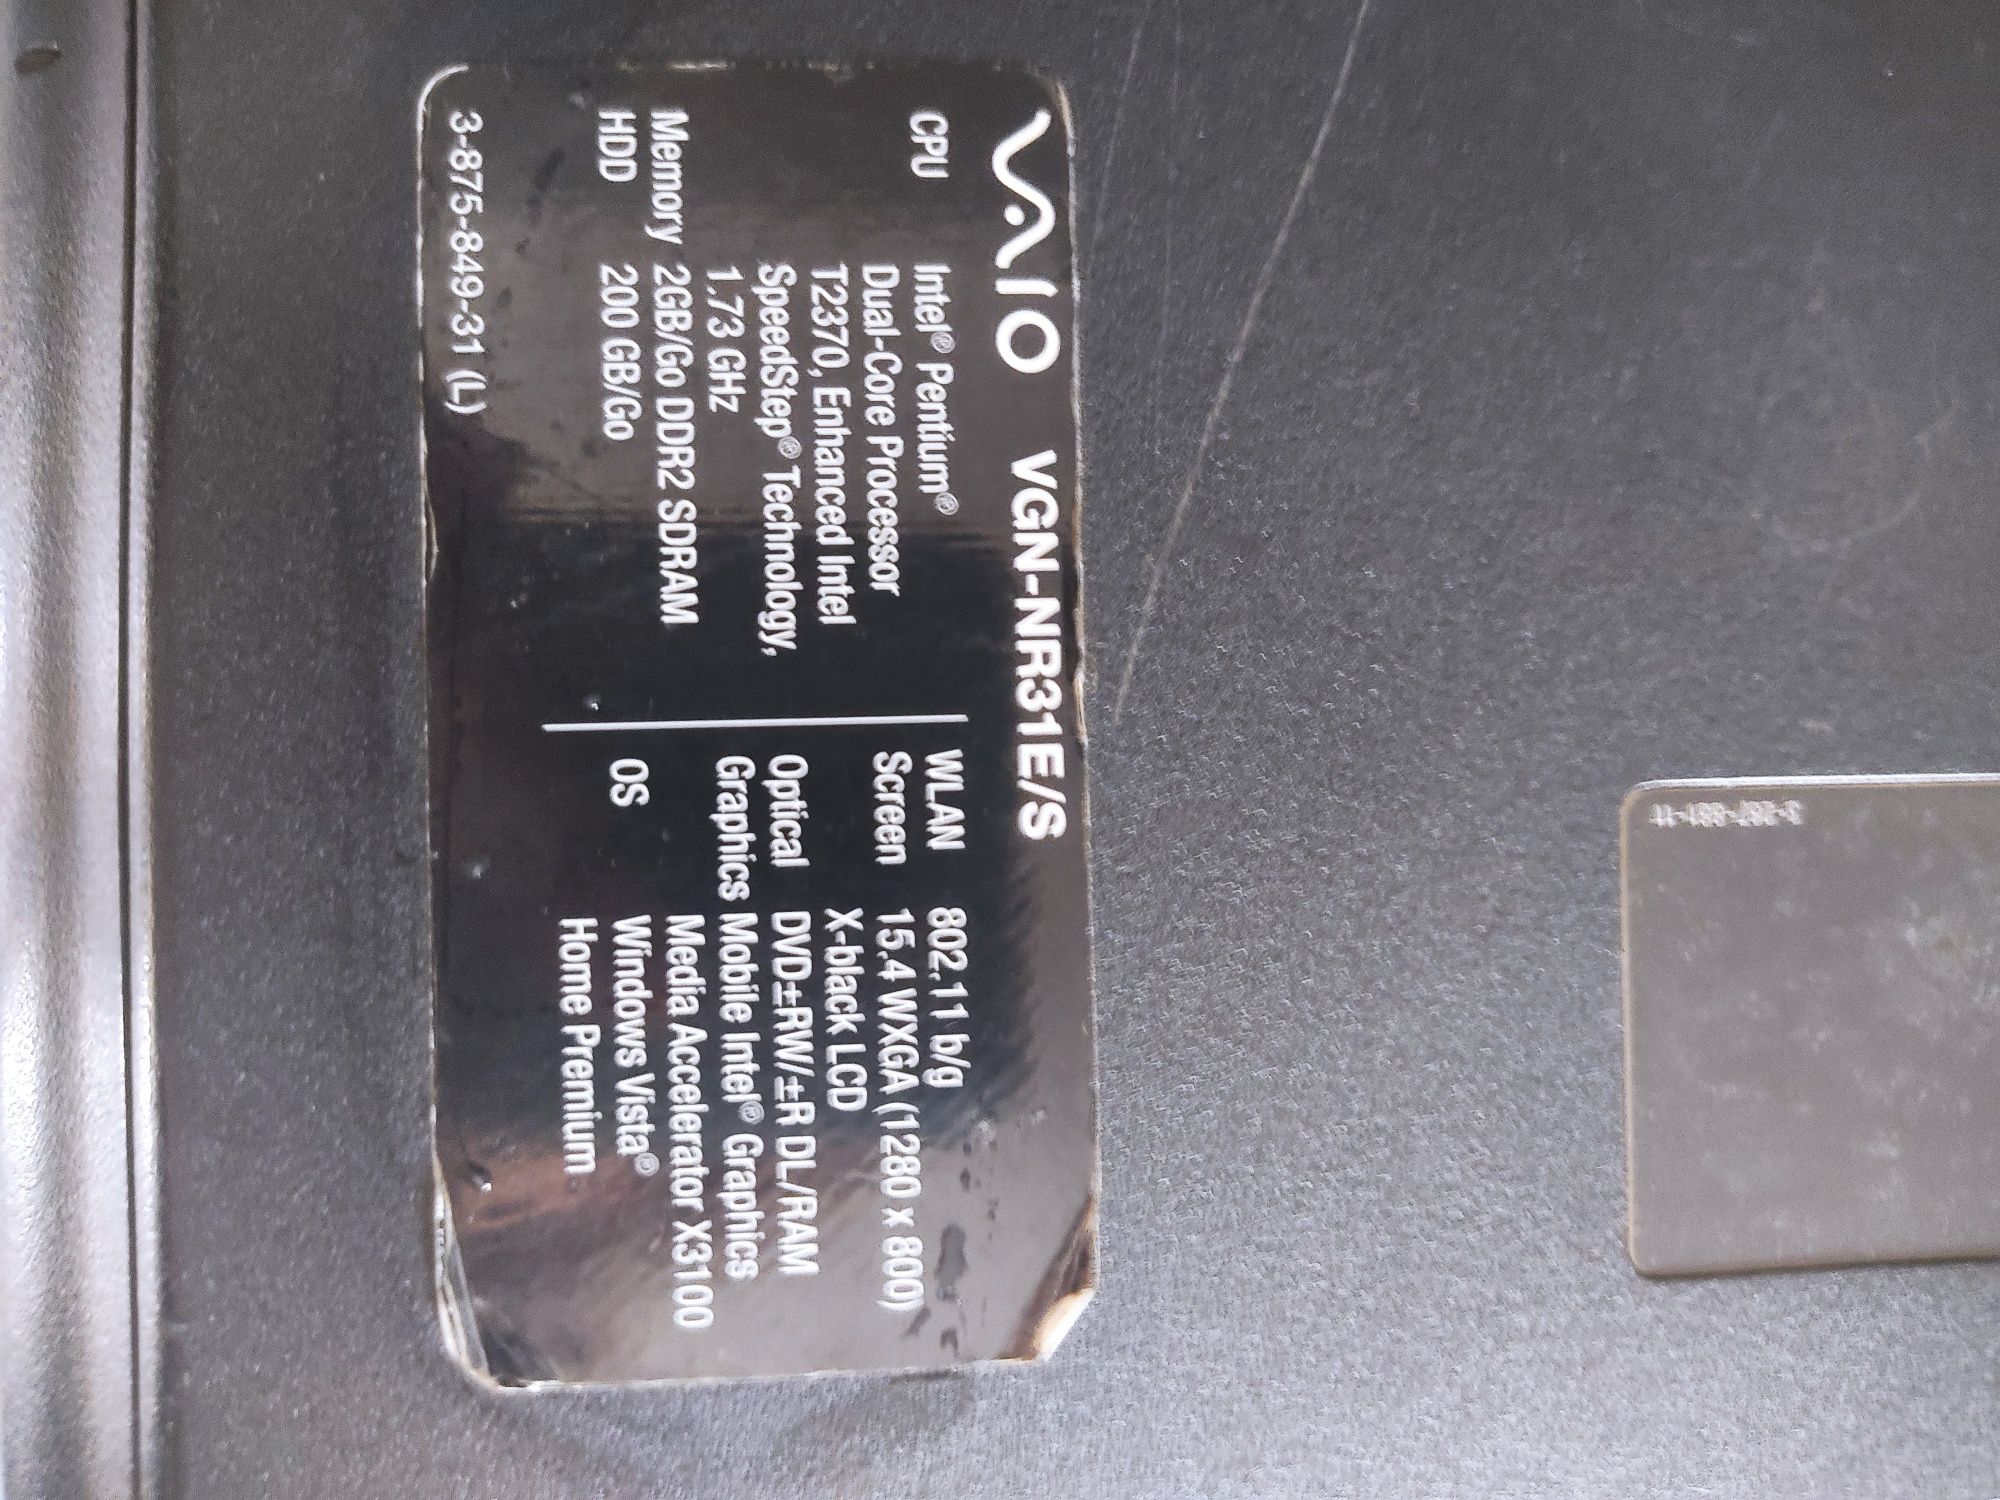 VAIO VGN-NR31E/S
CPU Intel® Pentium®
Dual-Core Processor
T2370, Enhanced Intel
SpeedStep® Technology,
1.73 GHz
Memory 2GB/Go DDR2 SDRAM
HDD 200 GB/Go
WLAN 802.11 b/g
Screen 15.4 WXGA (1280 x 800)
X-black LCD
Optical DVD±RW/±R DL/RAM
Graphics Mobile Intel® Graphics
Media Accelerator X3100
OS Windows Vista®
Home Premium
3-875-849-31 (L)